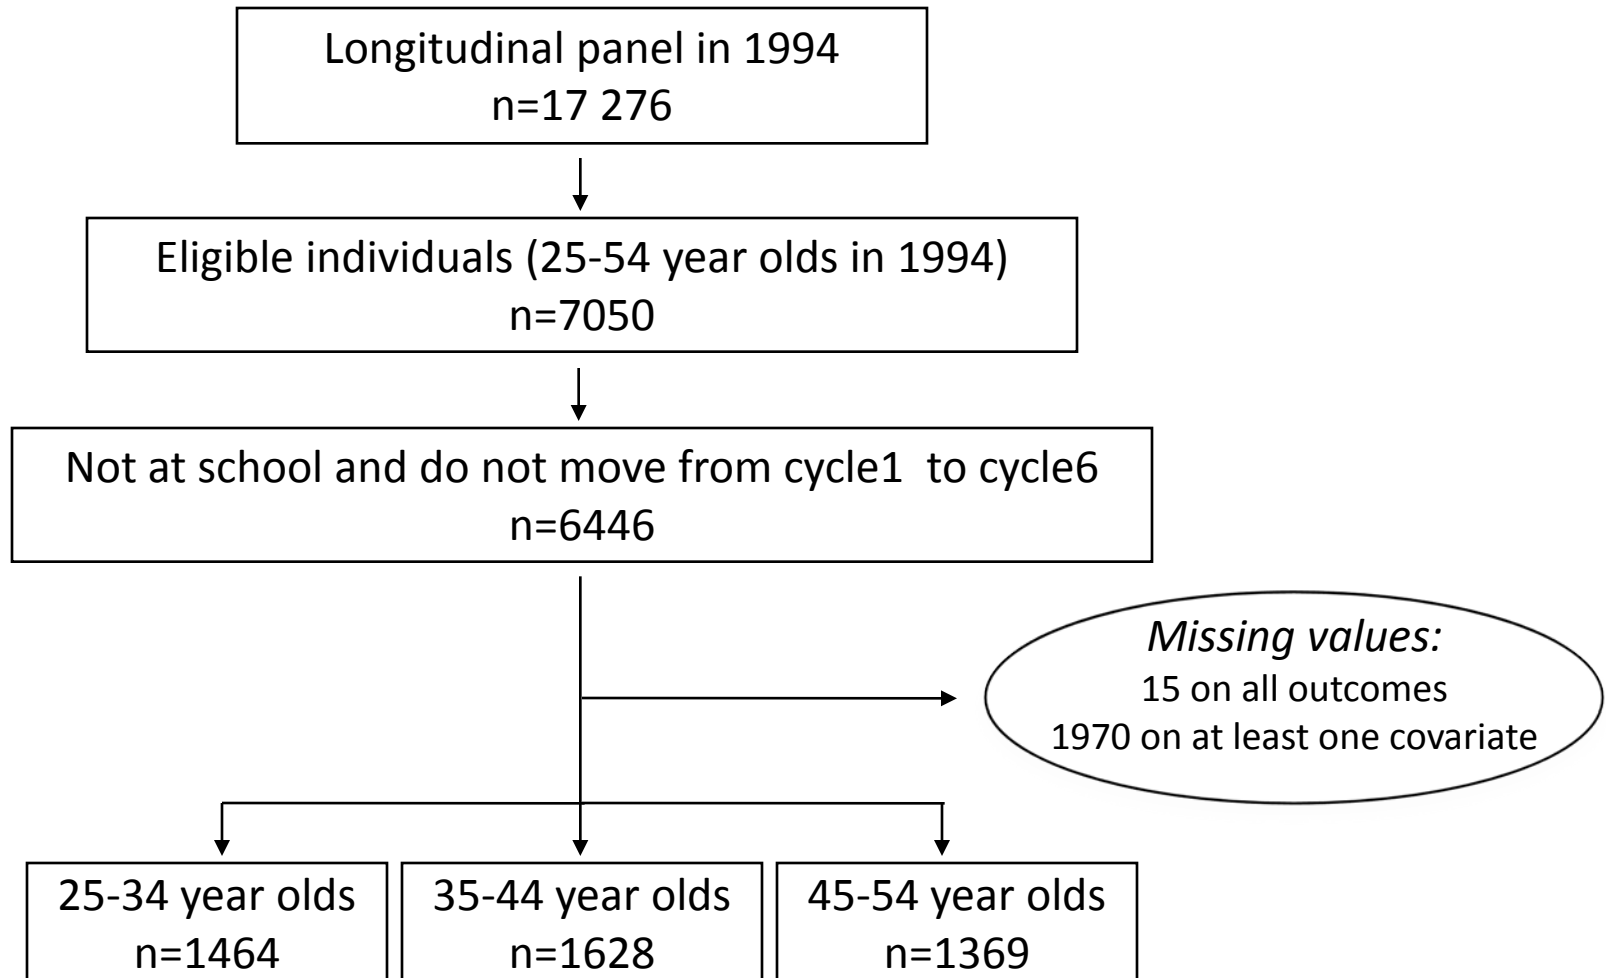 Longitudinal panel in 1994
n=17 276
Eligible individuals (25-54 year olds in 1994)
n=7050
Not at school and do not move from cycle1  to cycle6
n=6446
Missing values:
15 on all outcomes
1970 on at least one covariate
25-34 year olds
n=1464
35-44 year olds
n=1628
45-54 year olds
n=1369